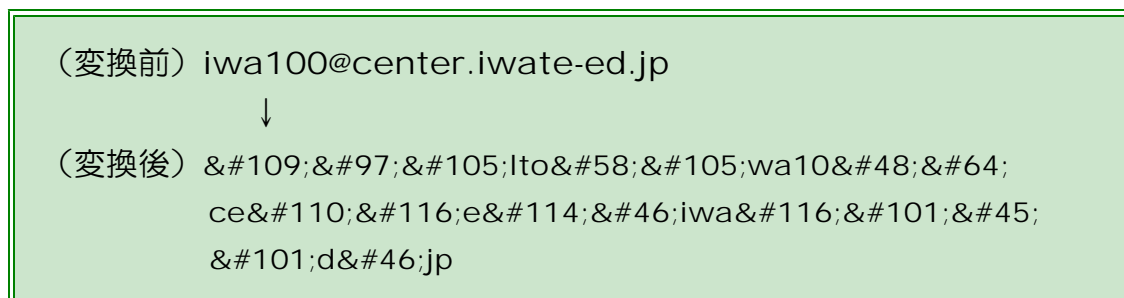 （変換前）iwa100@center.iwate-ed.jp
↓
（変換後）&#109;&#97;&#105;lto&#58;&#105;wa10&#48;&#64;
ce&#110;&#116;e&#114;&#46;iwa&#116;&#101;&#45;
&#101;d&#46;jp